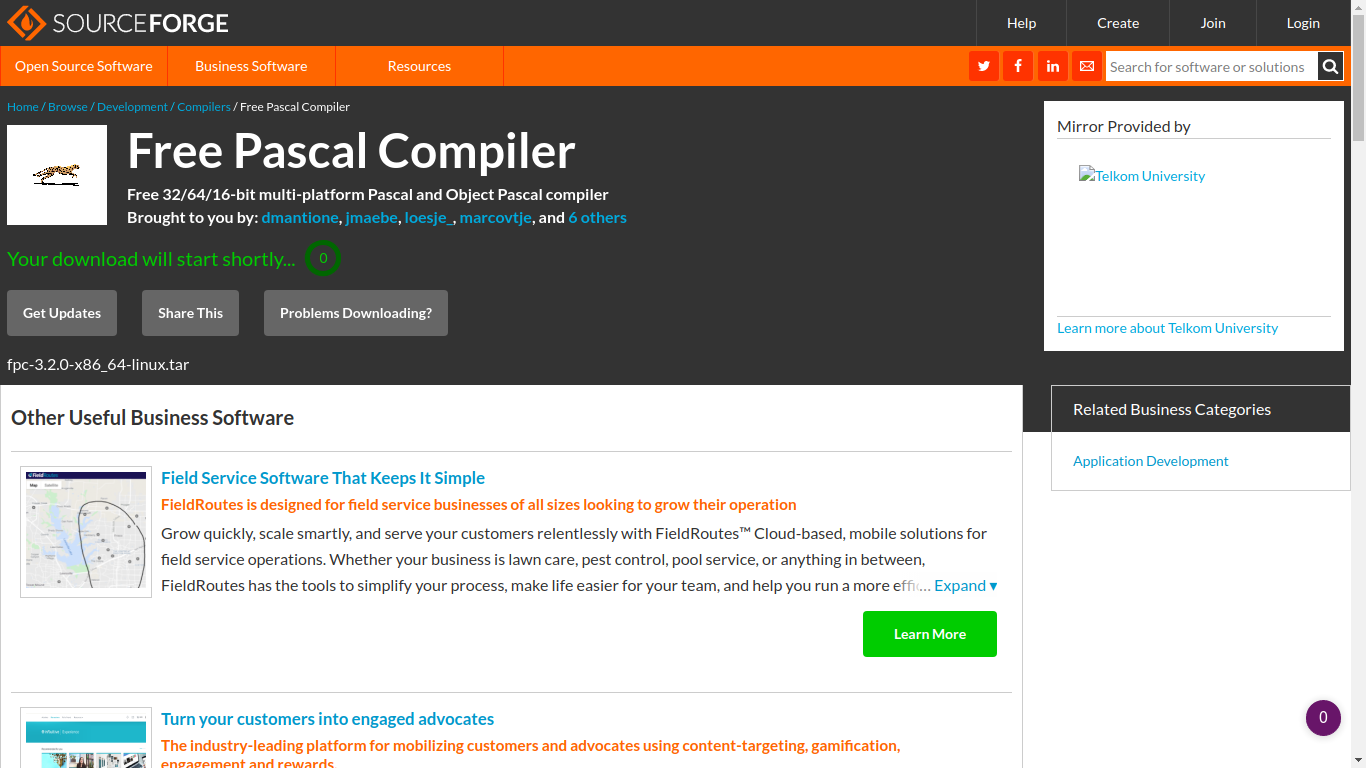 SOURCEFORGE
Help
Create
Join
Login
Open Source Software
Business Software
Resources
Search for software or solutions
Home / Browse / Development / Compilers / Free Pascal Compiler
Free Pascal Compiler
Free 32/64/16-bit multi-platform Pascal and Object Pascal compiler
Brought to you by: dmantione, jmaebe, loesje_, marcovtje, and 6 others
Your download will start shortly... 0
Get Updates
Share This
Problems Downloading?
fpc-3.2.0-x86_64-linux.tar
Mirror Provided by
Telkom University
Learn more about Telkom University
Other Useful Business Software
Field Service Software That Keeps It Simple
FieldRoutes is designed for field service businesses of all sizes looking to grow their operation
Grow quickly, scale smartly, and serve your customers relentlessly with FieldRoutes™ Cloud-based, mobile solutions for
field service operations. Whether your business is lawn care, pest control, pool service, or anything in between,
FieldRoutes has the tools to simplify your process, make life easier for your team, and help you run a more effic... Expand ▾
Learn More
Turn your customers into engaged advocates
The industry-leading platform for mobilizing customers and advocates using content-targeting, gamification,
engagement and rewards
Related Business Categories
Application Development
0